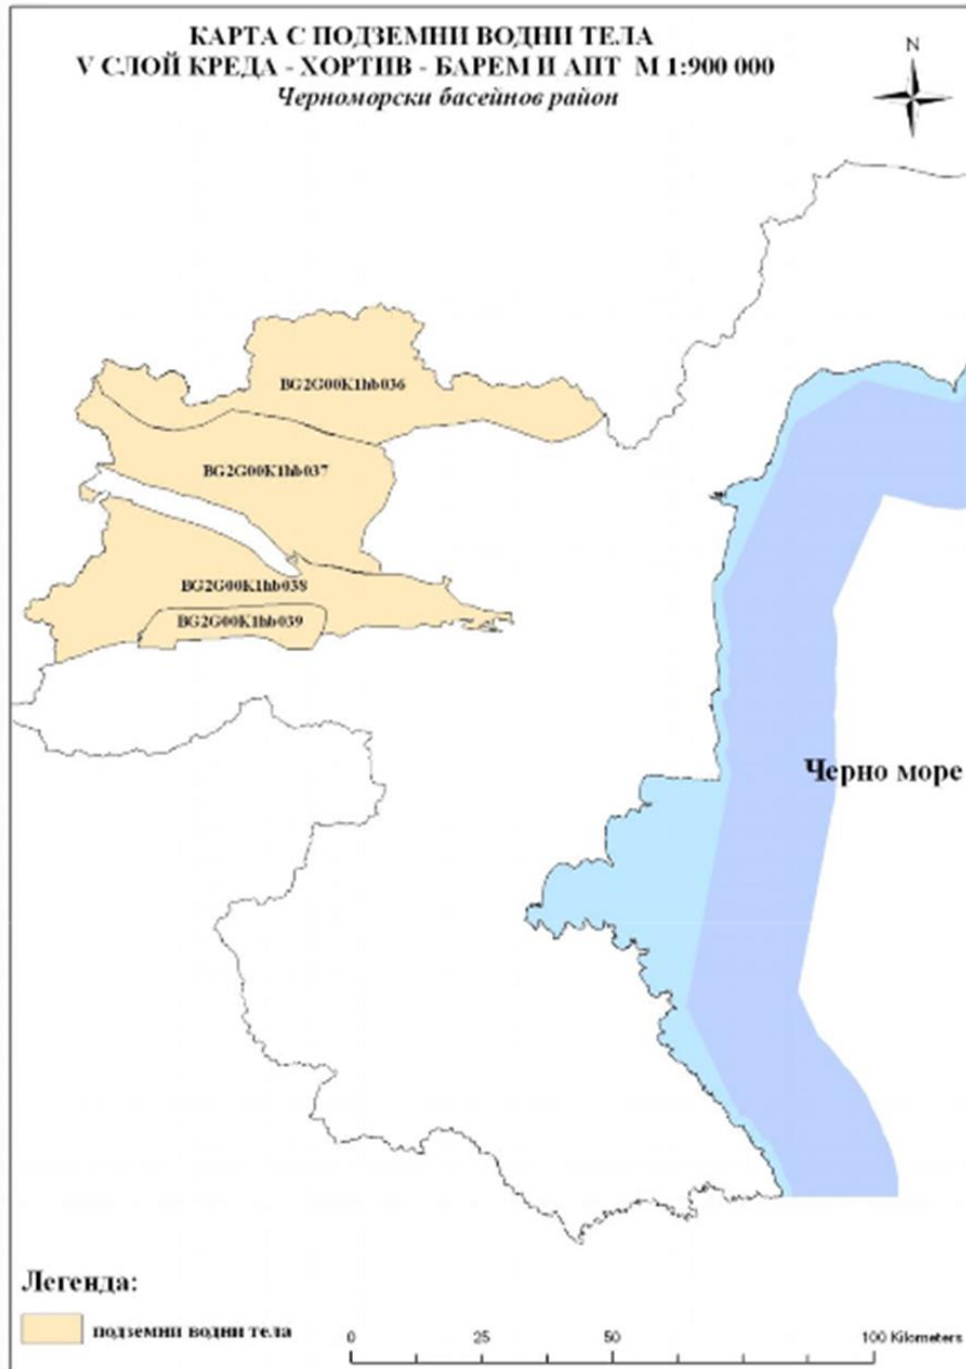 КАРТА С ПОДЗЕМНИ ВОДНИ ТЕЛА
V СЛОЙ КРЕДА - ХОРТИВ - БАРЕМ И АПТ М 1:900 000
Черноморски басейнов район
N
BG2G00K1hb036
BG2G00K1hb037
BG2G00K1hb038
BG2G00K1hb039
Черно море
Легенда:
подземни водни тела
0 25 50 100 Kilometers